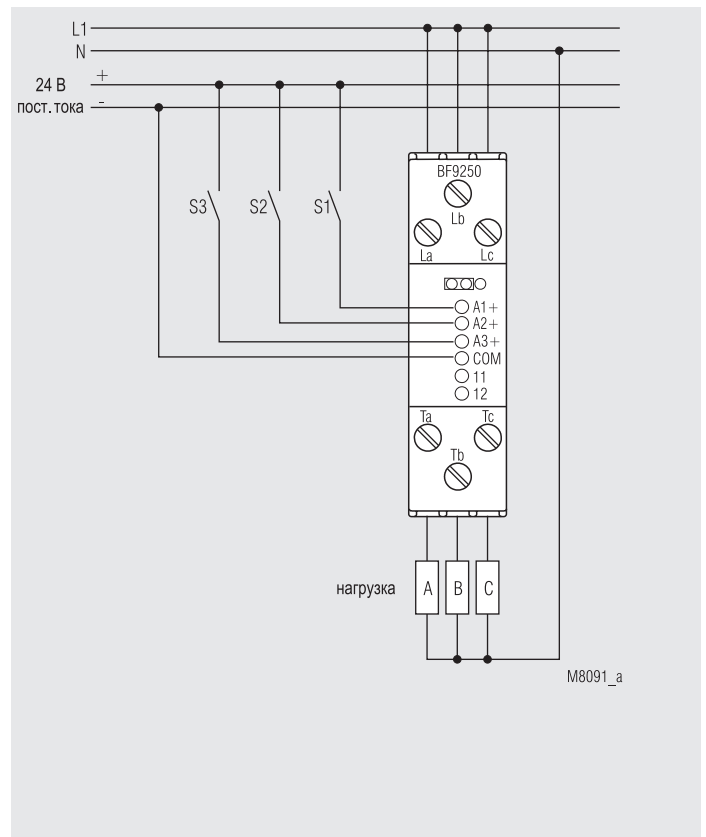 L1
N
24 В +
пост.тока -
BF9250
S3 S2 S1
Lb
La Lc
A1+
A2+
A3+
COM
11
12
Ta Tc
Tb
нагрузка A B C
M8091_a